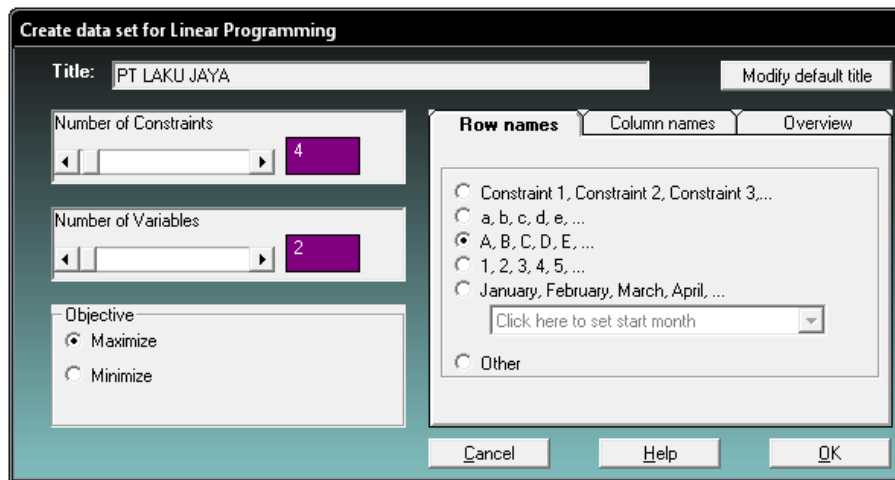 Create data set for Linear Programming
Title: PT LAKU JAYA
Modify default title
Number of Constraints
4
Number of Variables
2
Objective
Maximize
Minimize
Row names
Column names
Overview
Constraint 1, Constraint 2, Constraint 3,...
a, b, c, d, e, ...
A, B, C, D, E, ...
1, 2, 3, 4, 5, ...
January, February, March, April, ...
Click here to set start month
Other
Cancel
Help
OK